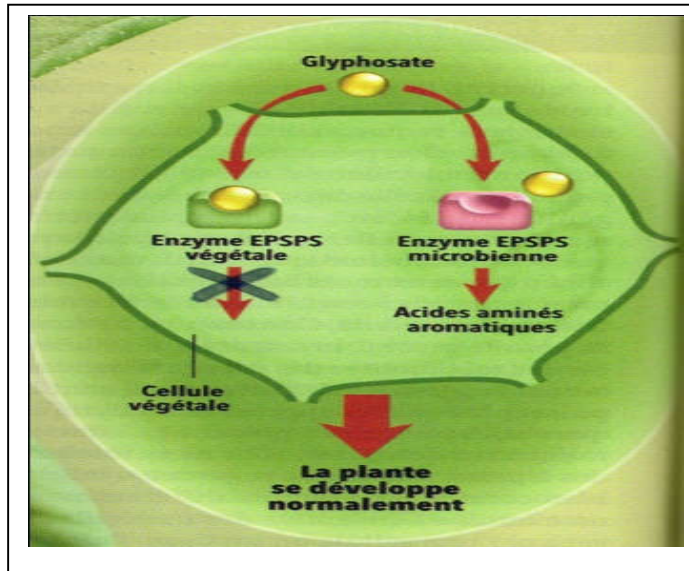 Glyphosate
Enzyme EPSPS
végétale
Enzyme EPSPS
microbienne
Acides aminés
aromatiques
Cellule
végétale
La plante
se développe
normalement